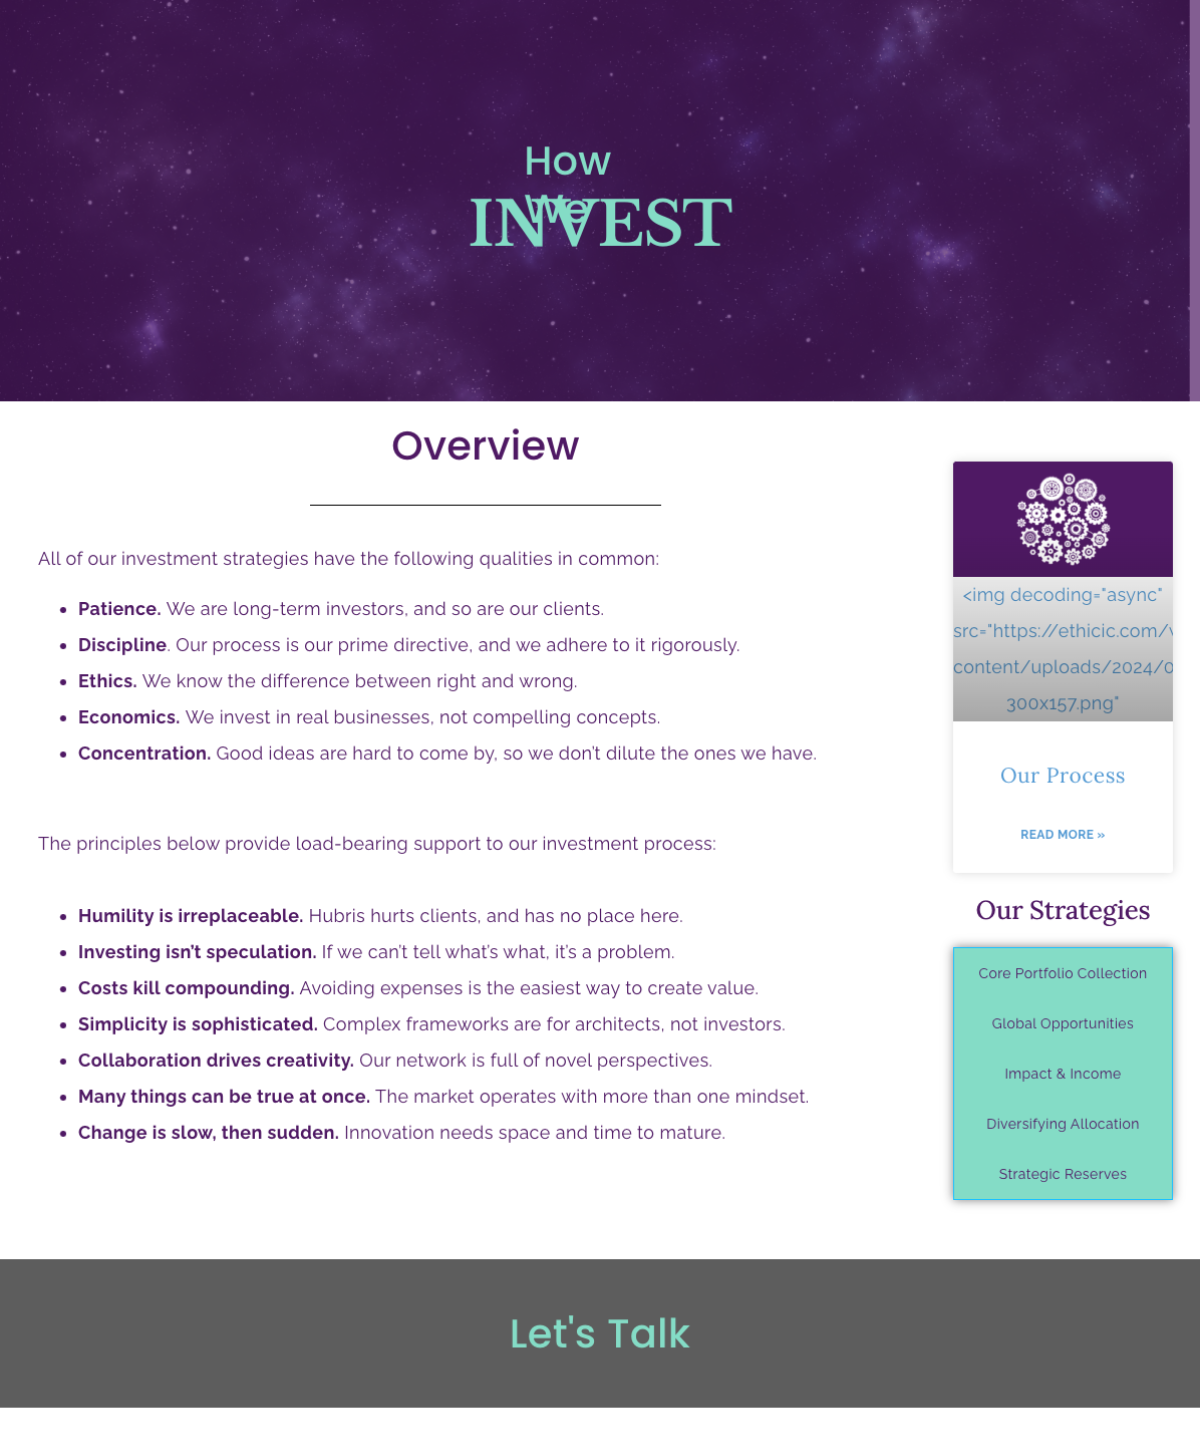 How
We
INVEST
Overview
All of our investment strategies have the following qualities in common:
Patience. We are long-term investors, and so are our clients.
Discipline. Our process is our prime directive, and we adhere to it rigorously.
Ethics. We know the difference between right and wrong.
Economics. We invest in real businesses, not compelling concepts.
Concentration. Good ideas are hard to come by, so we don’t dilute the ones we have.
The principles below provide load-bearing support to our investment process:
Humility is irreplaceable. Hubris hurts clients, and has no place here.
Investing isn’t speculation. If we can’t tell what’s what, it’s a problem.
Costs kill compounding. Avoiding expenses is the easiest way to create value.
Simplicity is sophisticated. Complex frameworks are for architects, not investors.
Collaboration drives creativity. Our network is full of novel perspectives.
Many things can be true at once. The market operates with more than one mindset.
Change is slow, then sudden. Innovation needs space and time to mature.
<img decoding="async"
src="https://ethicic.com/
content/uploads/2024/0
300x157.png"
Our Process
READ MORE »
Our Strategies
Core Portfolio Collection
Global Opportunities
Impact & Income
Diversifying Allocation
Strategic Reserves
Let's Talk